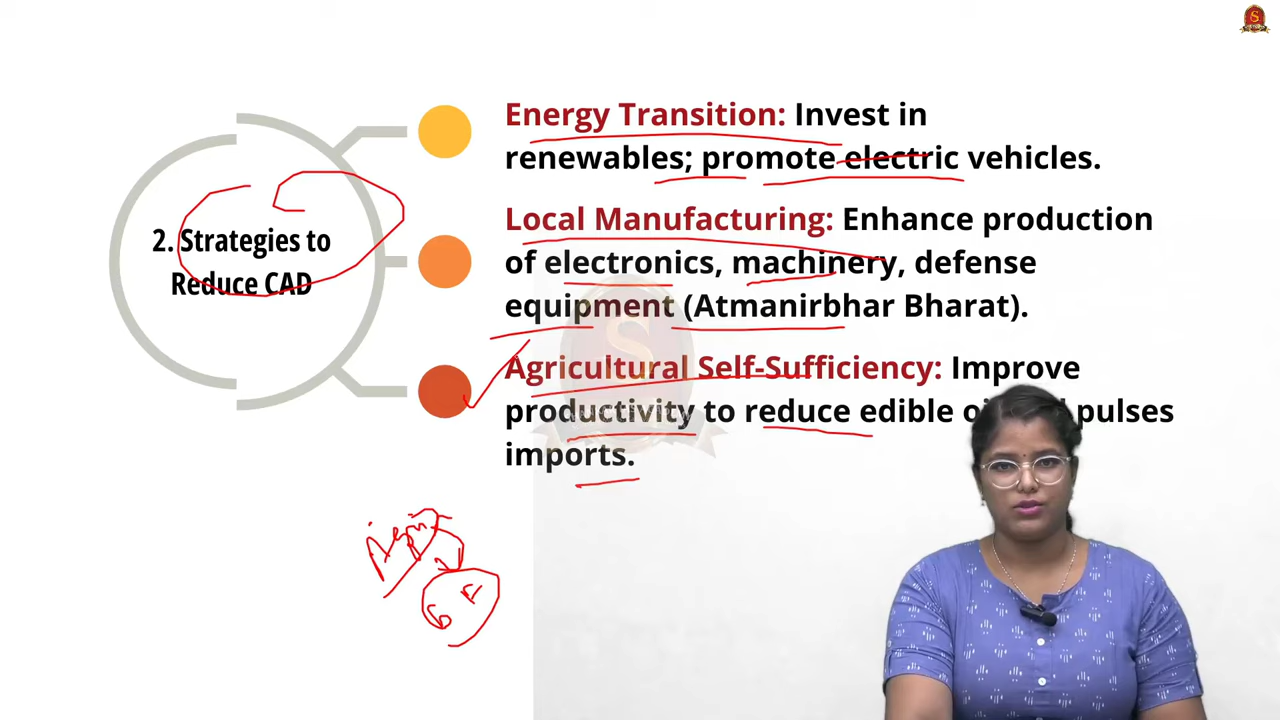 2. Strategies to
Reduce CAD
Energy Transition: Invest in
renewables; promote electric vehicles.
Local Manufacturing: Enhance production
of electronics, machinery, defense
equipment (Atmanirbhar Bharat).
Agricultural Self-Sufficiency: Improve
productivity to reduce edible pulses
imports.